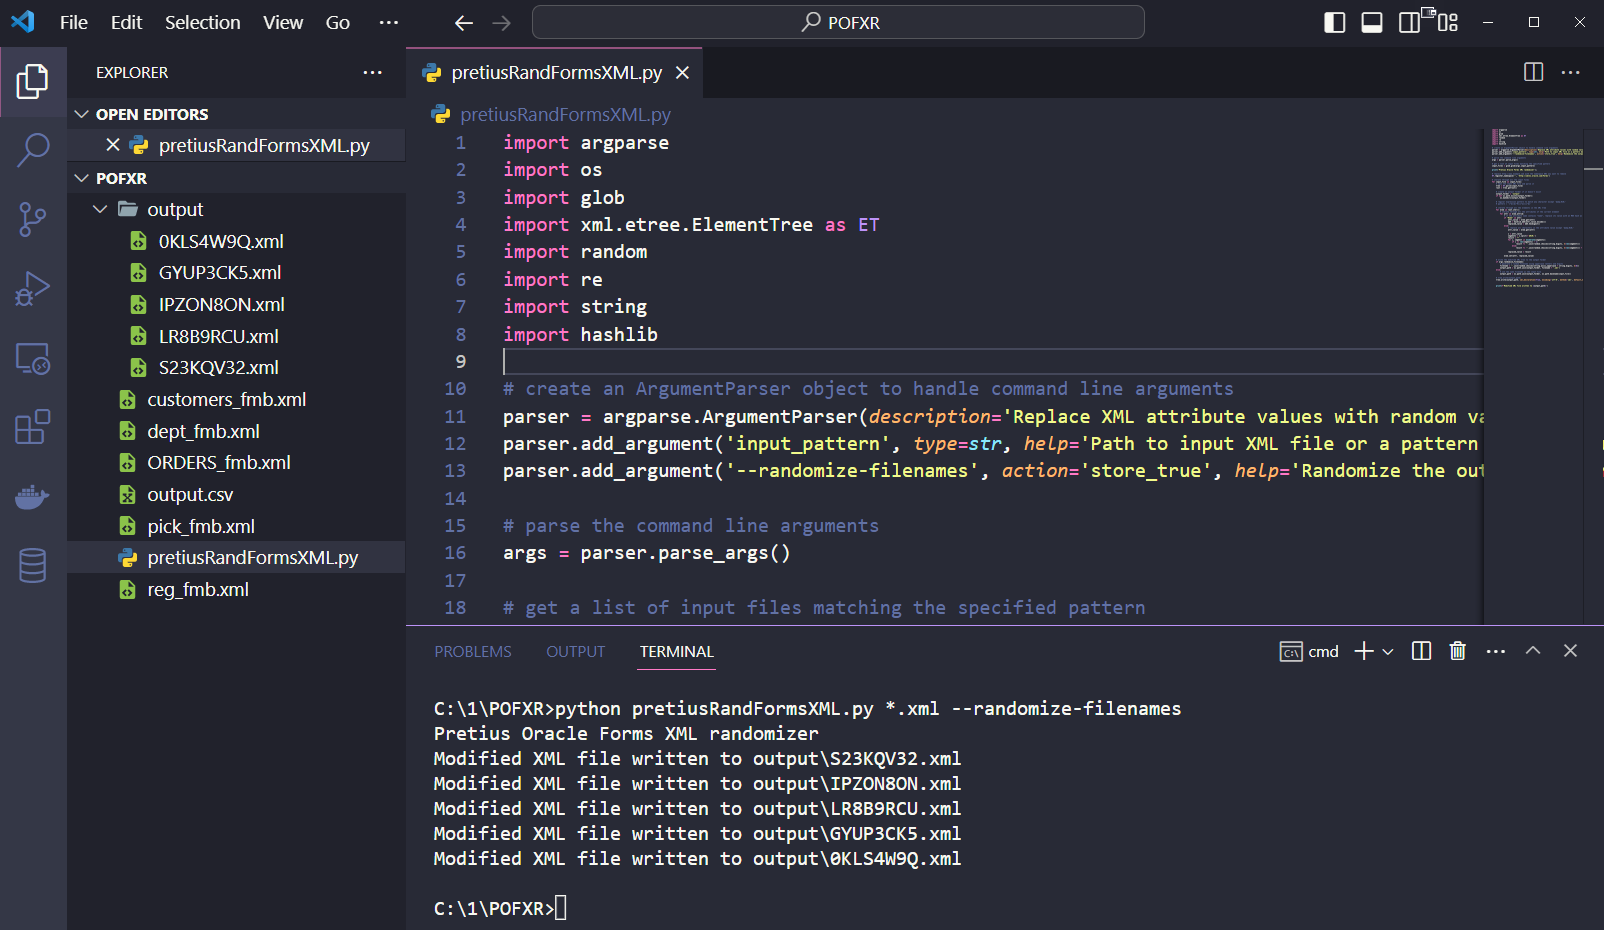 File Edit Selection View Go ···
POFXR
EXPLORER ···
OPEN EDITORS
pretiusRandFormsXML.py
POFXR
output
0KLS4W9Q.xml
GYUP3CK5.xml
IPZON8ON.xml
LR8B9RCU.xml
S23KQV32.xml
customers_fmb.xml
dept_fmb.xml
ORDERS_fmb.xml
output.csv
pick_fmb.xml
pretiusRandFormsXML.py
reg_fmb.xml
pretiusRandFormsXML.py
pretiusRandFormsXML.py
1 import argparse
2 import os
3 import glob
4 import xml.etree.ElementTree as ET
5 import random
6 import re
7 import string
8 import hashlib
9
10 # create an ArgumentParser object to handle command line arguments
11 parser = argparse.ArgumentParser(description='Replace XML attribute values with random va
12 parser.add_argument('input_pattern', type=str, help='Path to input XML file or a pattern
13 parser.add_argument('--randomize-filenames', action='store_true', help='Randomize the out
14
15 # parse the command line arguments
16 args = parser.parse_args()
17
18 # get a list of input files matching the specified pattern
PROBLEMS OUTPUT TERMINAL
cmd
C:\1\POFXR>python pretiusRandFormsXML.py *.xml --randomize-filenames
Pretius Oracle Forms XML randomizer
Modified XML file written to output\S23KQV32.xml
Modified XML file written to output\IPZON8ON.xml
Modified XML file written to output\LR8B9RCU.xml
Modified XML file written to output\GYUP3CK5.xml
Modified XML file written to output\0KLS4W9Q.xml
C:\1\POFXR>